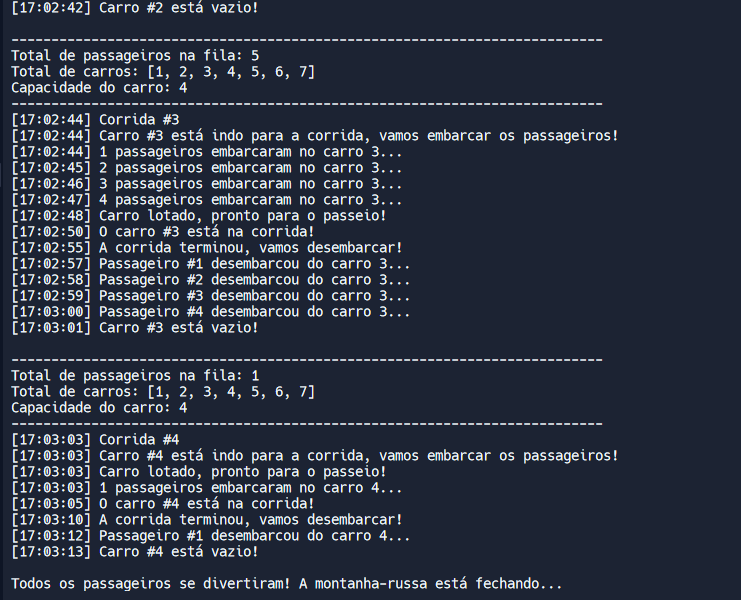 [17:02:42] Carro #2 está vazio!
--------------------------------------------------------------------------
Total de passageiros na fila: 5
Total de carros: [1, 2, 3, 4, 5, 6, 7]
Capacidade do carro: 4
--------------------------------------------------------------------------
[17:02:44] Corrida #3
[17:02:44] Carro #3 está indo para a corrida, vamos embarcar os passageiros!
[17:02:44] 1 passageiros embarcaram no carro 3...
[17:02:45] 2 passageiros embarcaram no carro 3...
[17:02:46] 3 passageiros embarcaram no carro 3...
[17:02:47] 4 passageiros embarcaram no carro 3...
[17:02:48] Carro lotado, pronto para o passeio!
[17:02:50] O carro #3 está na corrida!
[17:02:55] A corrida terminou, vamos desembarcar!
[17:02:57] Passageiro #1 desembarcou do carro 3...
[17:02:58] Passageiro #2 desembarcou do carro 3...
[17:02:59] Passageiro #3 desembarcou do carro 3...
[17:03:00] Passageiro #4 desembarcou do carro 3...
[17:03:01] Carro #3 está vazio!
--------------------------------------------------------------------------
Total de passageiros na fila: 1
Total de carros: [1, 2, 3, 4, 5, 6, 7]
Capacidade do carro: 4
--------------------------------------------------------------------------
[17:03:03] Corrida #4
[17:03:03] Carro #4 está indo para a corrida, vamos embarcar os passageiros!
[17:03:03] Carro lotado, pronto para o passeio!
[17:03:03] 1 passageiros embarcaram no carro 4...
[17:03:05] O carro #4 está na corrida!
[17:03:10] A corrida terminou, vamos desembarcar!
[17:03:12] Passageiro #1 desembarcou do carro 4...
[17:03:13] Carro #4 está vazio!
Todos os passageiros se divertiram! A montanha-russa está fechando...